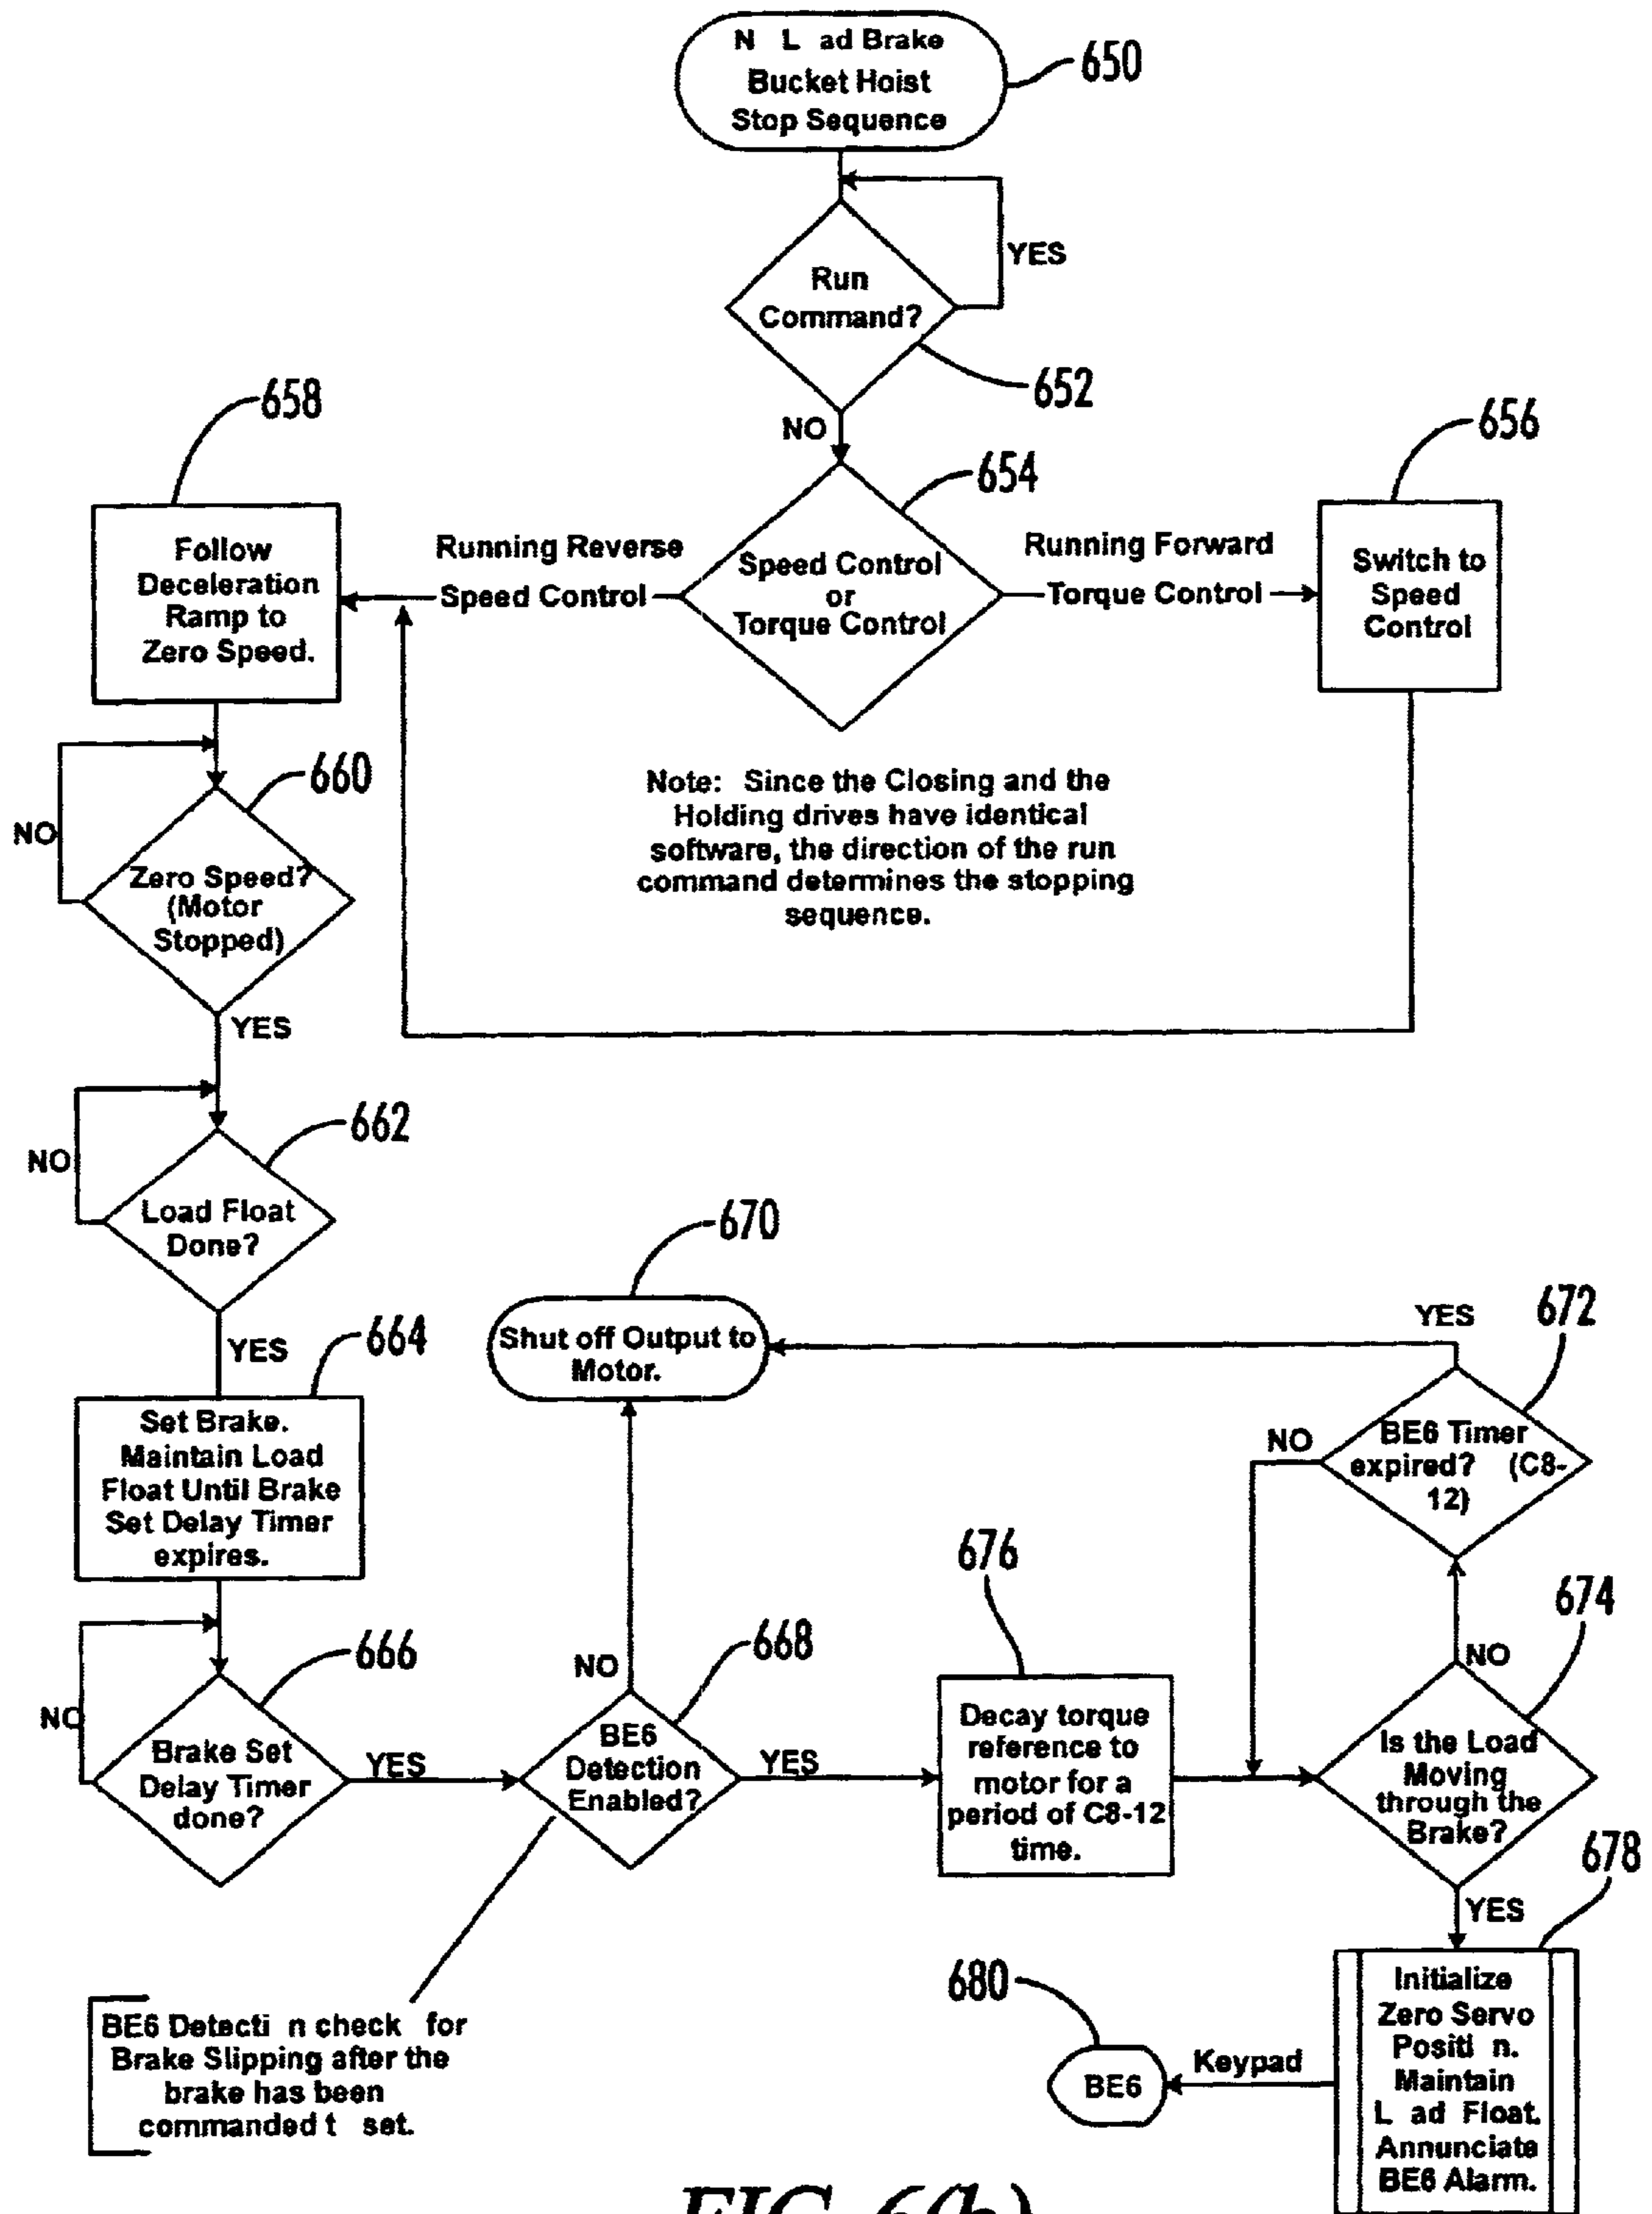 N L ad Brake
Bucket Hoist
Stop Sequence
650
YES
Run
Command?
652
NO
658
656
654
Follow
Deceleration
Ramp to
Zero Speed.
Running Reverse
Speed Control
Speed Control
or
Torque Control
Running Forward
Torque Control
Switch to
Speed
Control
660
NO
Zero Speed?
(Motor
Stopped)
YES
Note: Since the Closing and the
Holding drives have identical
software, the direction of the run
command determines the stopping
sequence.
662
NO
Load Float
Done?
YES
664
670
Shut off Output to
Motor.
YES
672
Set Brake.
Maintain Load
Float Until Brake
Set Delay Timer
expires.
NO
BE6 Timer
expired? (C8-
12)
676
674
666
668
NO
NO
NO
Brake Set
Delay Timer
done?
YES
BE6
Detection
Enabled?
YES
Decay torque
reference to
motor for a
period of C8-12
time.
Is the Load
Moving
through the
Brake?
678
YES
BE6 Detecti n check for
Brake Slipping after the
brake has been
commanded t set.
680
BE6
Keypad
Initialize
Zero Servo
Positi n.
Maintain
L ad Float.
Annunciate
BE6 Alarm.
FIG. 6(b)